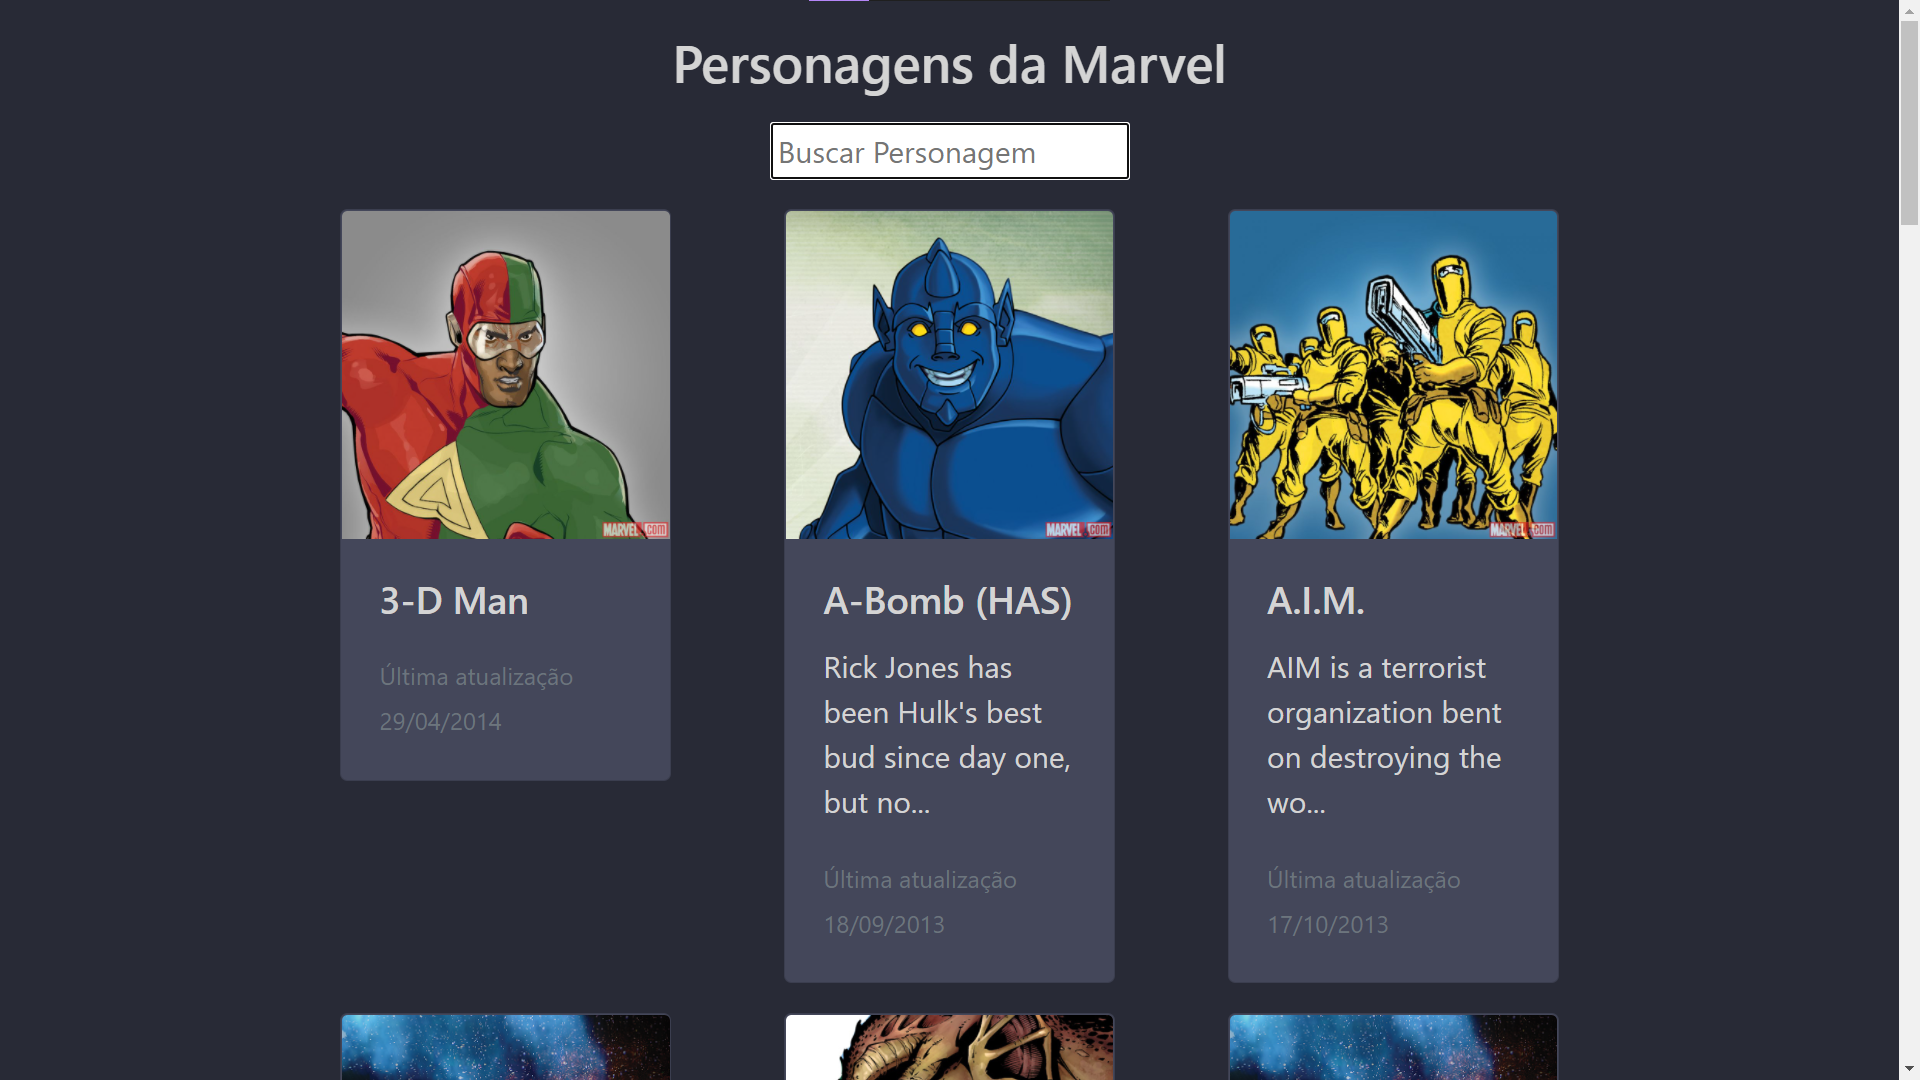 Personagens da Marvel
Buscar Personagem
MARVEL .com
MARVEL .com
MARVEL .com
3-D Man
Última atualização
29/04/2014
A-Bomb (HAS)
Rick Jones has
been Hulk's best
bud since day one,
but no...
Última atualização
18/09/2013
A.I.M.
AIM is a terrorist
organization bent
on destroying the
wo...
Última atualização
17/10/2013